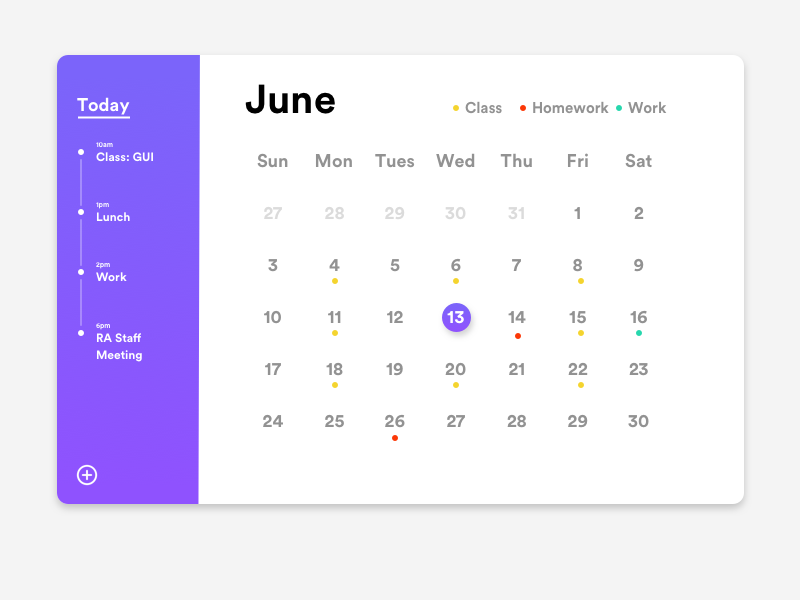 Today
10am
Class: GUI
1pm
Lunch
2pm
Work
6pm
RA Staff
Meeting
June
Class Homework Work
Sun Mon Tues Wed Thu Fri Sat
27 28 29 30 31 1 2
3 4 5 6 7 8 9
10 11 12 13 14 15 16
17 18 19 20 21 22 23
24 25 26 27 28 29 30